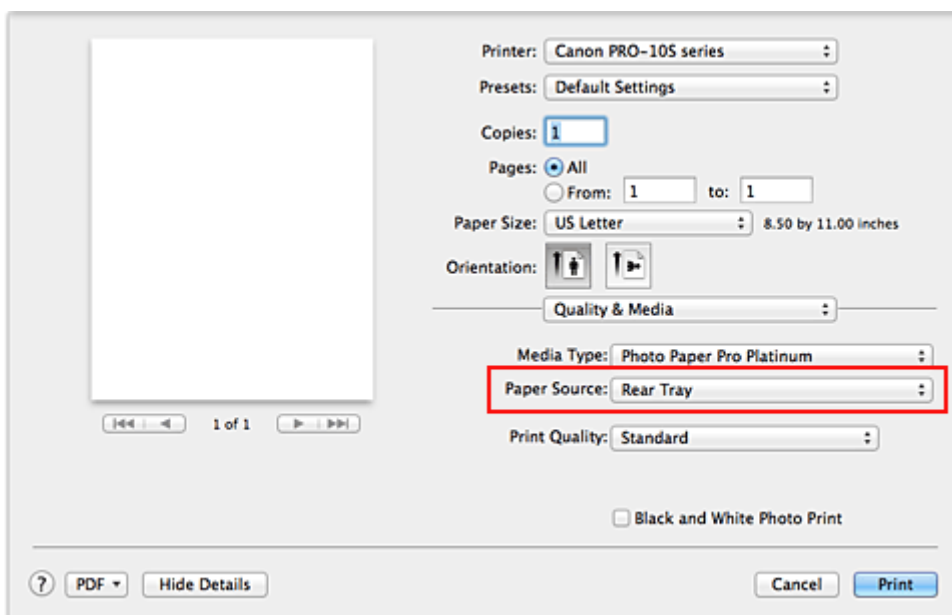 Printer: Canon PRO-10S series
Presets: Default Settings
Copies: 1
Pages: All
From: 1 to: 1
Paper Size: US Letter 8.50 by 11.00 inches
Orientation:
Quality & Media
Media Type: Photo Paper Pro Platinum
Paper Source: Rear Tray
1 of 1
Print Quality: Standard
Black and White Photo Print
? PDF Hide Details Cancel Print